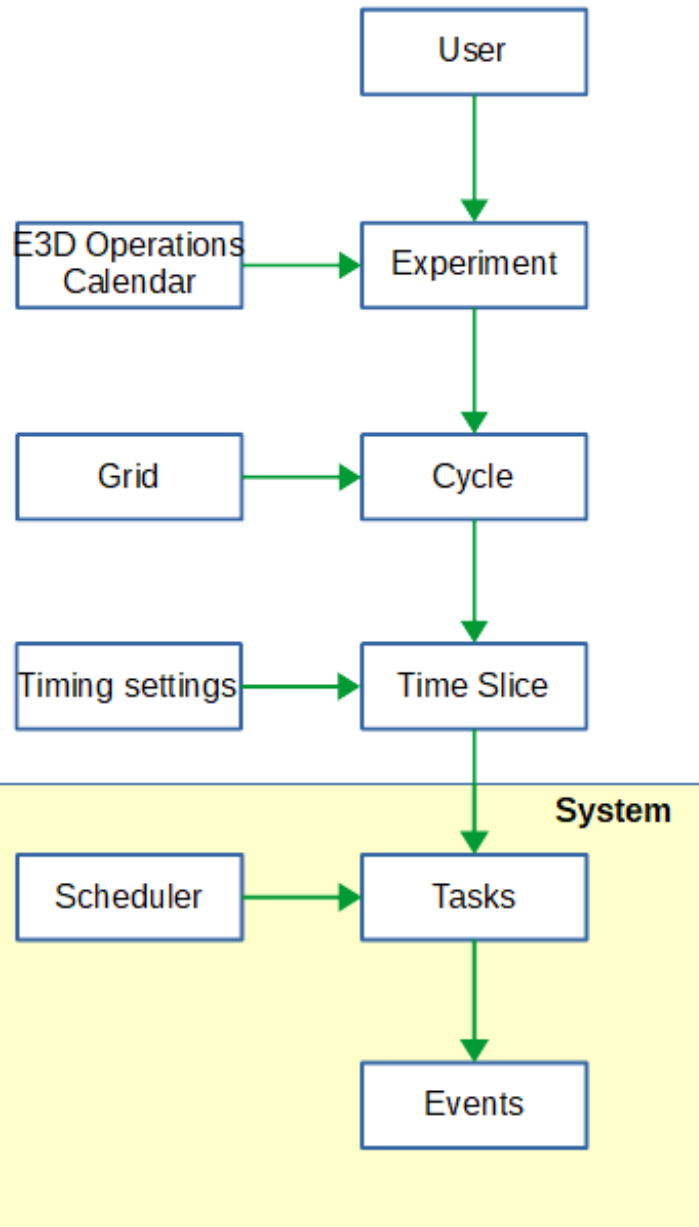 User
E3D Operations
Calendar
Experiment
Grid
Cycle
Timing settings
Time Slice
System
Scheduler
Tasks
Events